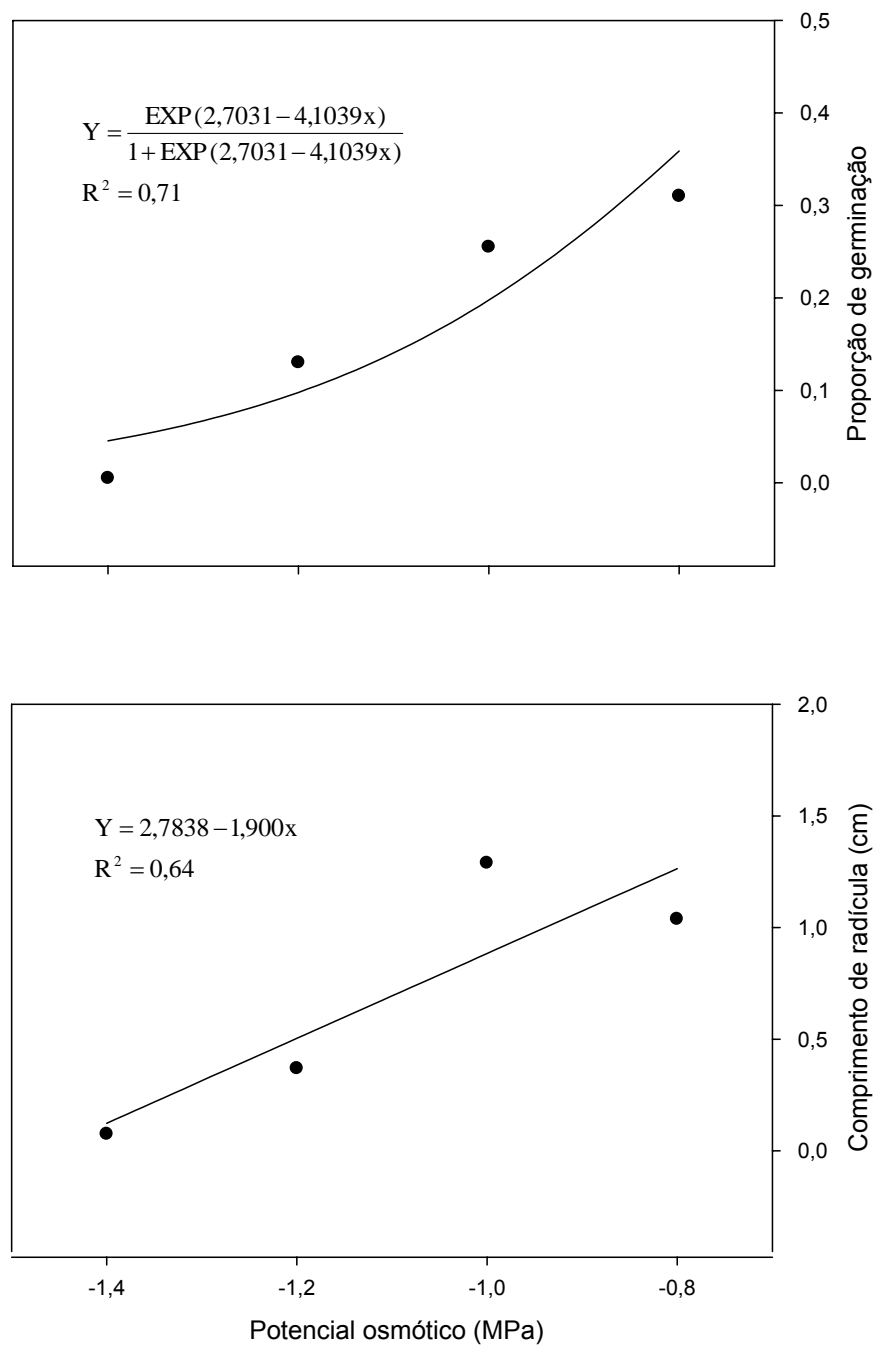 0,5
0,4
0,3
0,2
0,1
0,0
Proporção de germinação
Y = EXP(2,7031−4,1039x)
1+EXP(2,7031−4,1039x)
R² = 0,71
2,0
1,5
1,0
0,5
0,0
Comprimento de radícula (cm)
Y = 2,7838−1,900x
R² = 0,64
-1,4 -1,2 -1,0 -0,8
Potencial osmótico (MPa)